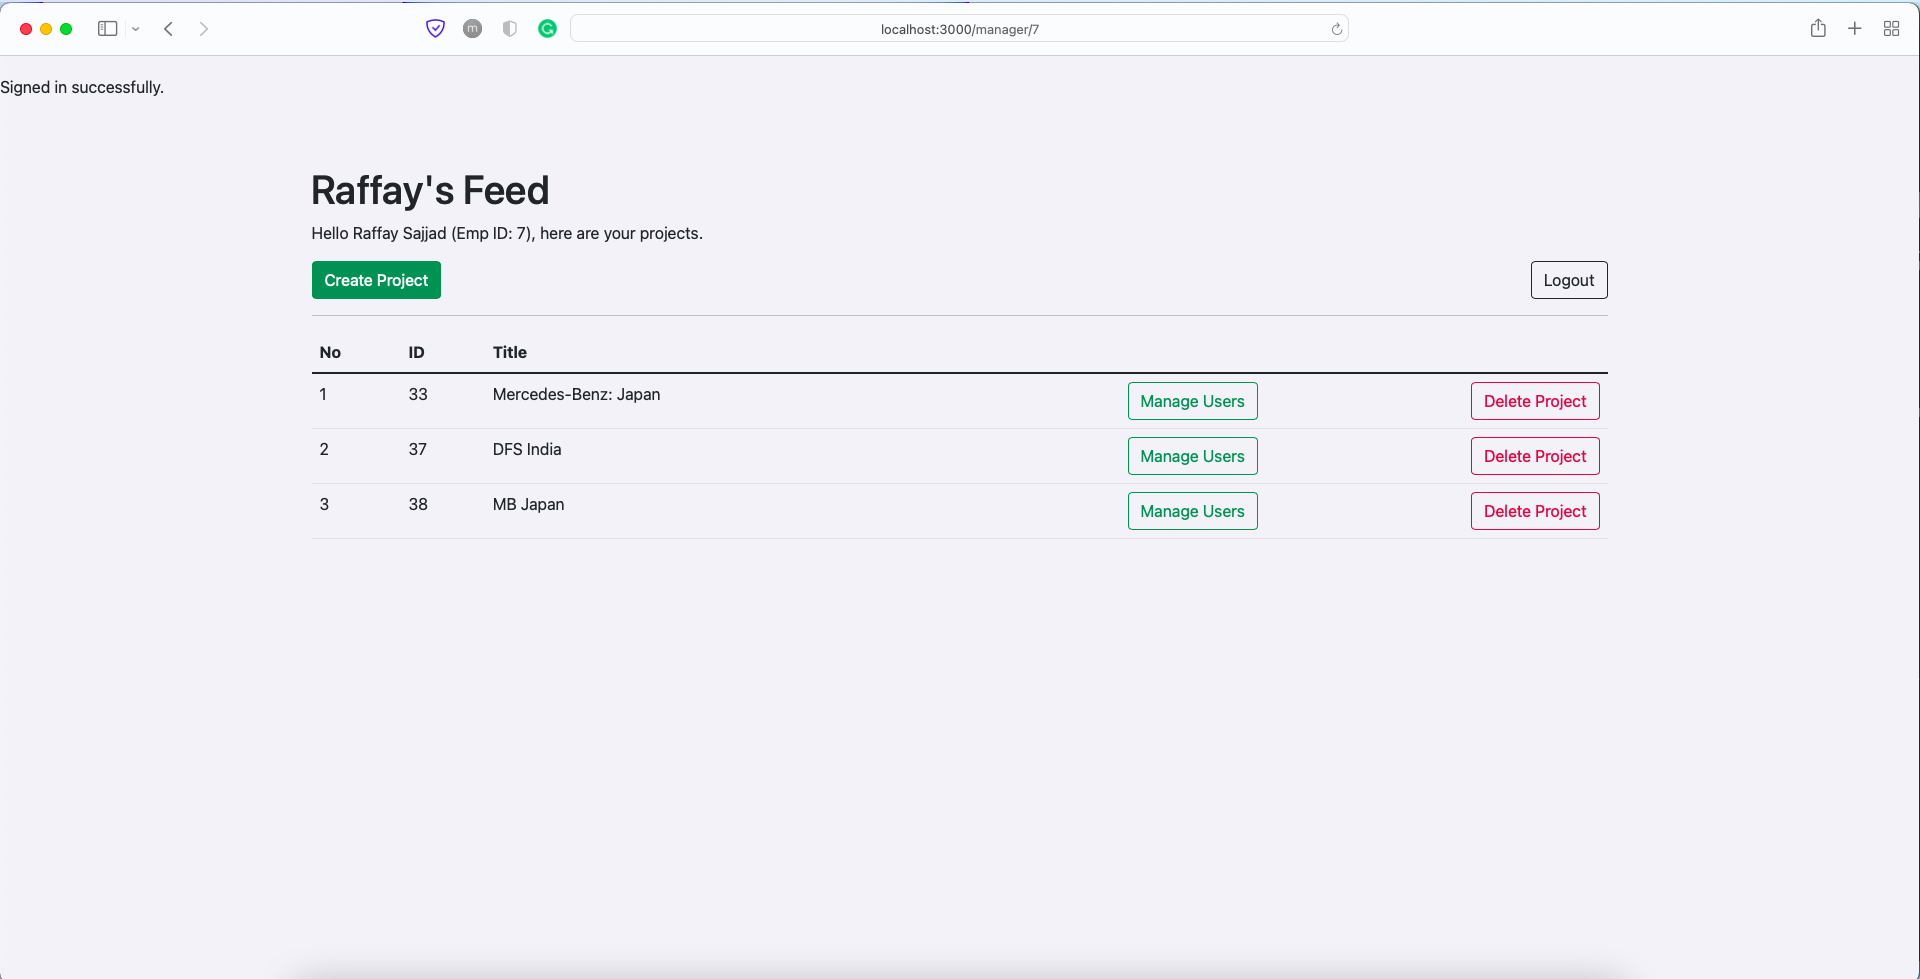 m
localhost:3000/manager/7
Signed in successfully.
Raffay's Feed
Hello Raffay Sajjad (Emp ID: 7), here are your projects.
Create Project Logout
No ID Title
1 33 Mercedes-Benz: Japan Manage Users Delete Project
2 37 DFS India Manage Users Delete Project
3 38 MB Japan Manage Users Delete Project